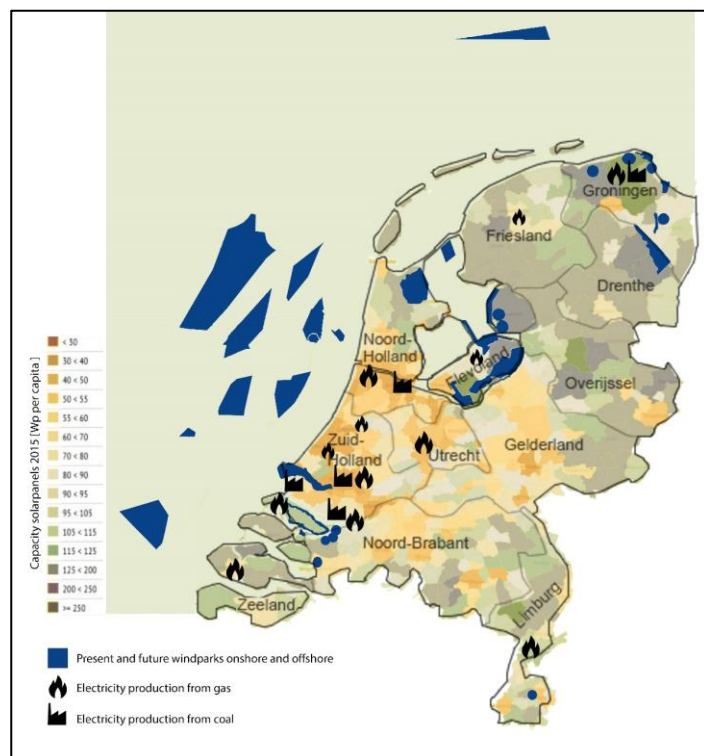 Groningen
Friesland
Drenthe
Noord-
Holland
Flevoland
Overijssel
Zuid-
Holland
Utrecht
Gelderland
Noord-Brabant
Zeeland
Limburg
Capacity solarpanels 2015 [Wp per capita ]
< 30
30 < 40
40 < 50
50 < 55
55 < 60
60 < 70
70 < 80
80 < 90
90 < 95
95 < 105
105 < 115
115 < 125
125 < 200
200 < 250
>= 250
Present and future windparks onshore and offshore
Electricity production from gas
Electricity production from coal